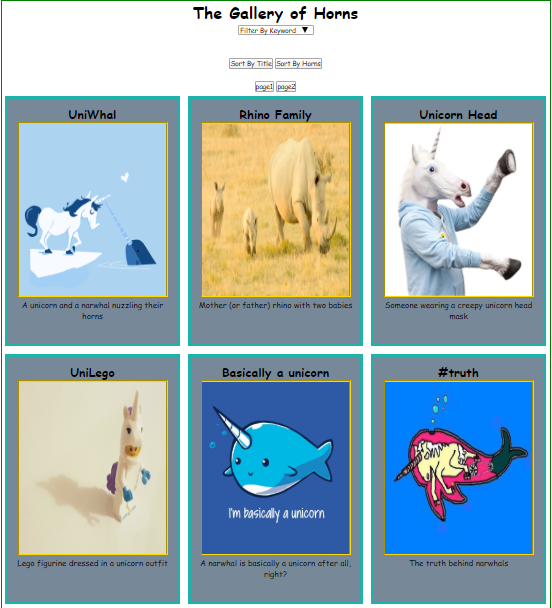 The Gallery of Horns
Filter By Keyword
Sort By Title Sort By Horns
page1 page2
UniWhal
A unicorn and a narwhal nuzzling their
horns
Rhino Family
Mother (or father) rhino with two babies
Unicorn Head
Someone wearing a creepy unicorn head
mask
UniLego
Lego figurine dressed in a unicorn outfit
Basically a unicorn
I'm basically a unicorn
A narwhal is basically a unicorn after all,
right?
#truth
The truth behind narwhals